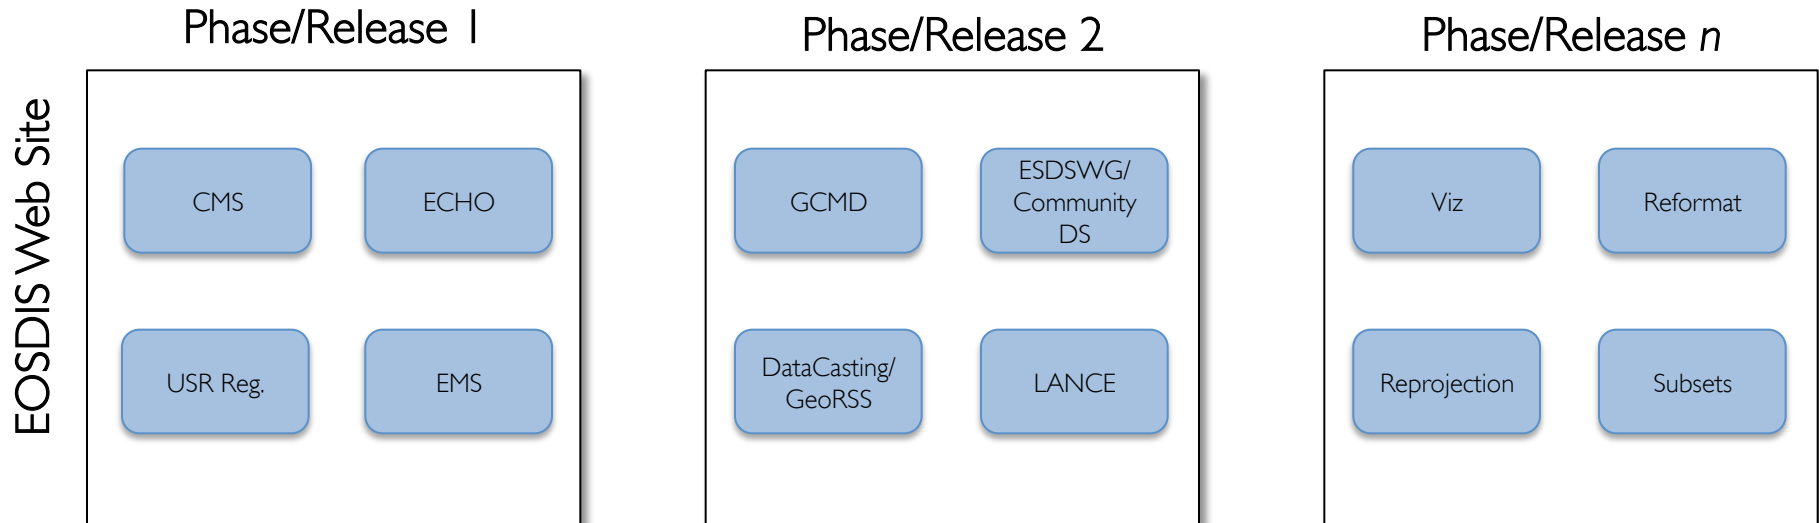 Phase/Release 1
Phase/Release 2
Phase/Release n
EOSDIS Web Site
CMS
ECHO
USR Reg.
EMS
GCMD
ESDSWG/
Community
DS
DataCasting/
GeoRSS
LANCE
Viz
Reformat
Reprojection
Subsets